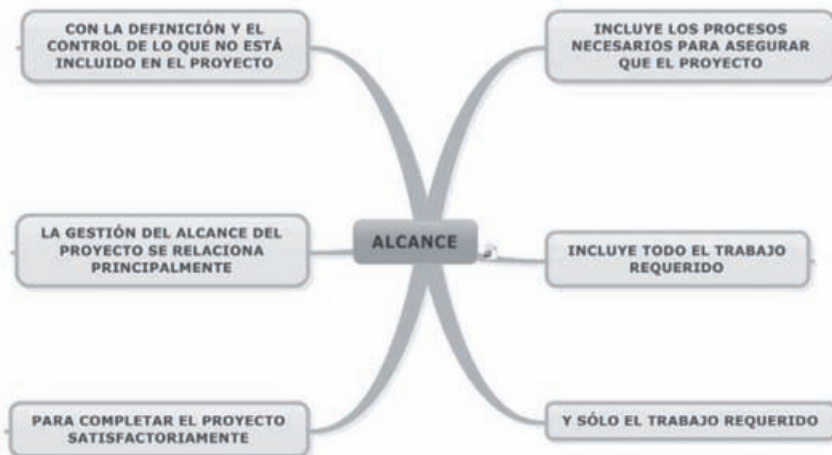 CON LA DEFINICIÓN Y EL
CONTROL DE LO QUE NO ESTÁ
INCLUIDO EN EL PROYECTO
INCLUYE LOS PROCESOS
NECESARIOS PARA ASEGURAR
QUE EL PROYECTO
LA GESTIÓN DEL ALCANCE DEL
PROYECTO SE RELACIONA
PRINCIPALMENTE
ALCANCE
INCLUYE TODO EL TRABAJO
REQUERIDO
PARA COMPLETAR EL PROYECTO
SATISFACTORIAMENTE
Y SÓLO EL TRABAJO REQUERIDO